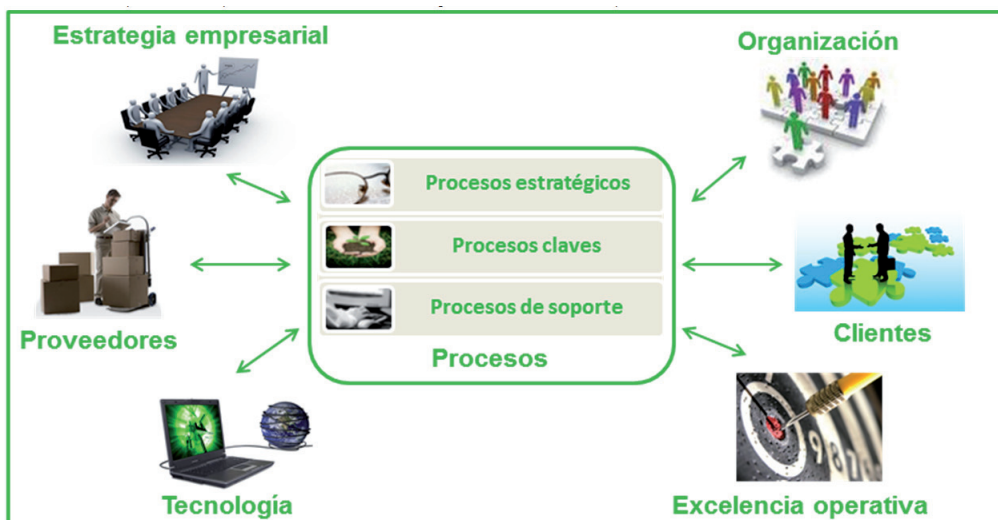 Estrategia empresarial
Organización
Procesos estratégicos
Procesos claves
Procesos de soporte
Procesos
Proveedores
Clientes
Tecnología
Excelencia operativa